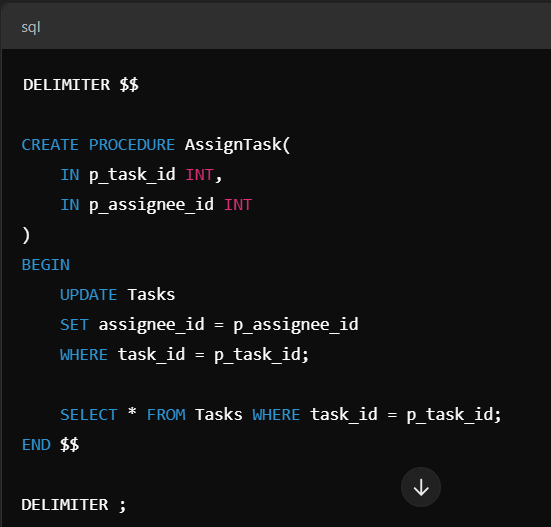 sql
DELIMITER $$
CREATE PROCEDURE AssignTask(
    IN p_task_id INT,
    IN p_assignee_id INT
)
BEGIN
    UPDATE Tasks
    SET assignee_id = p_assignee_id
    WHERE task_id = p_task_id;
    SELECT * FROM Tasks WHERE task_id = p_task_id;
END $$
DELIMITER ;